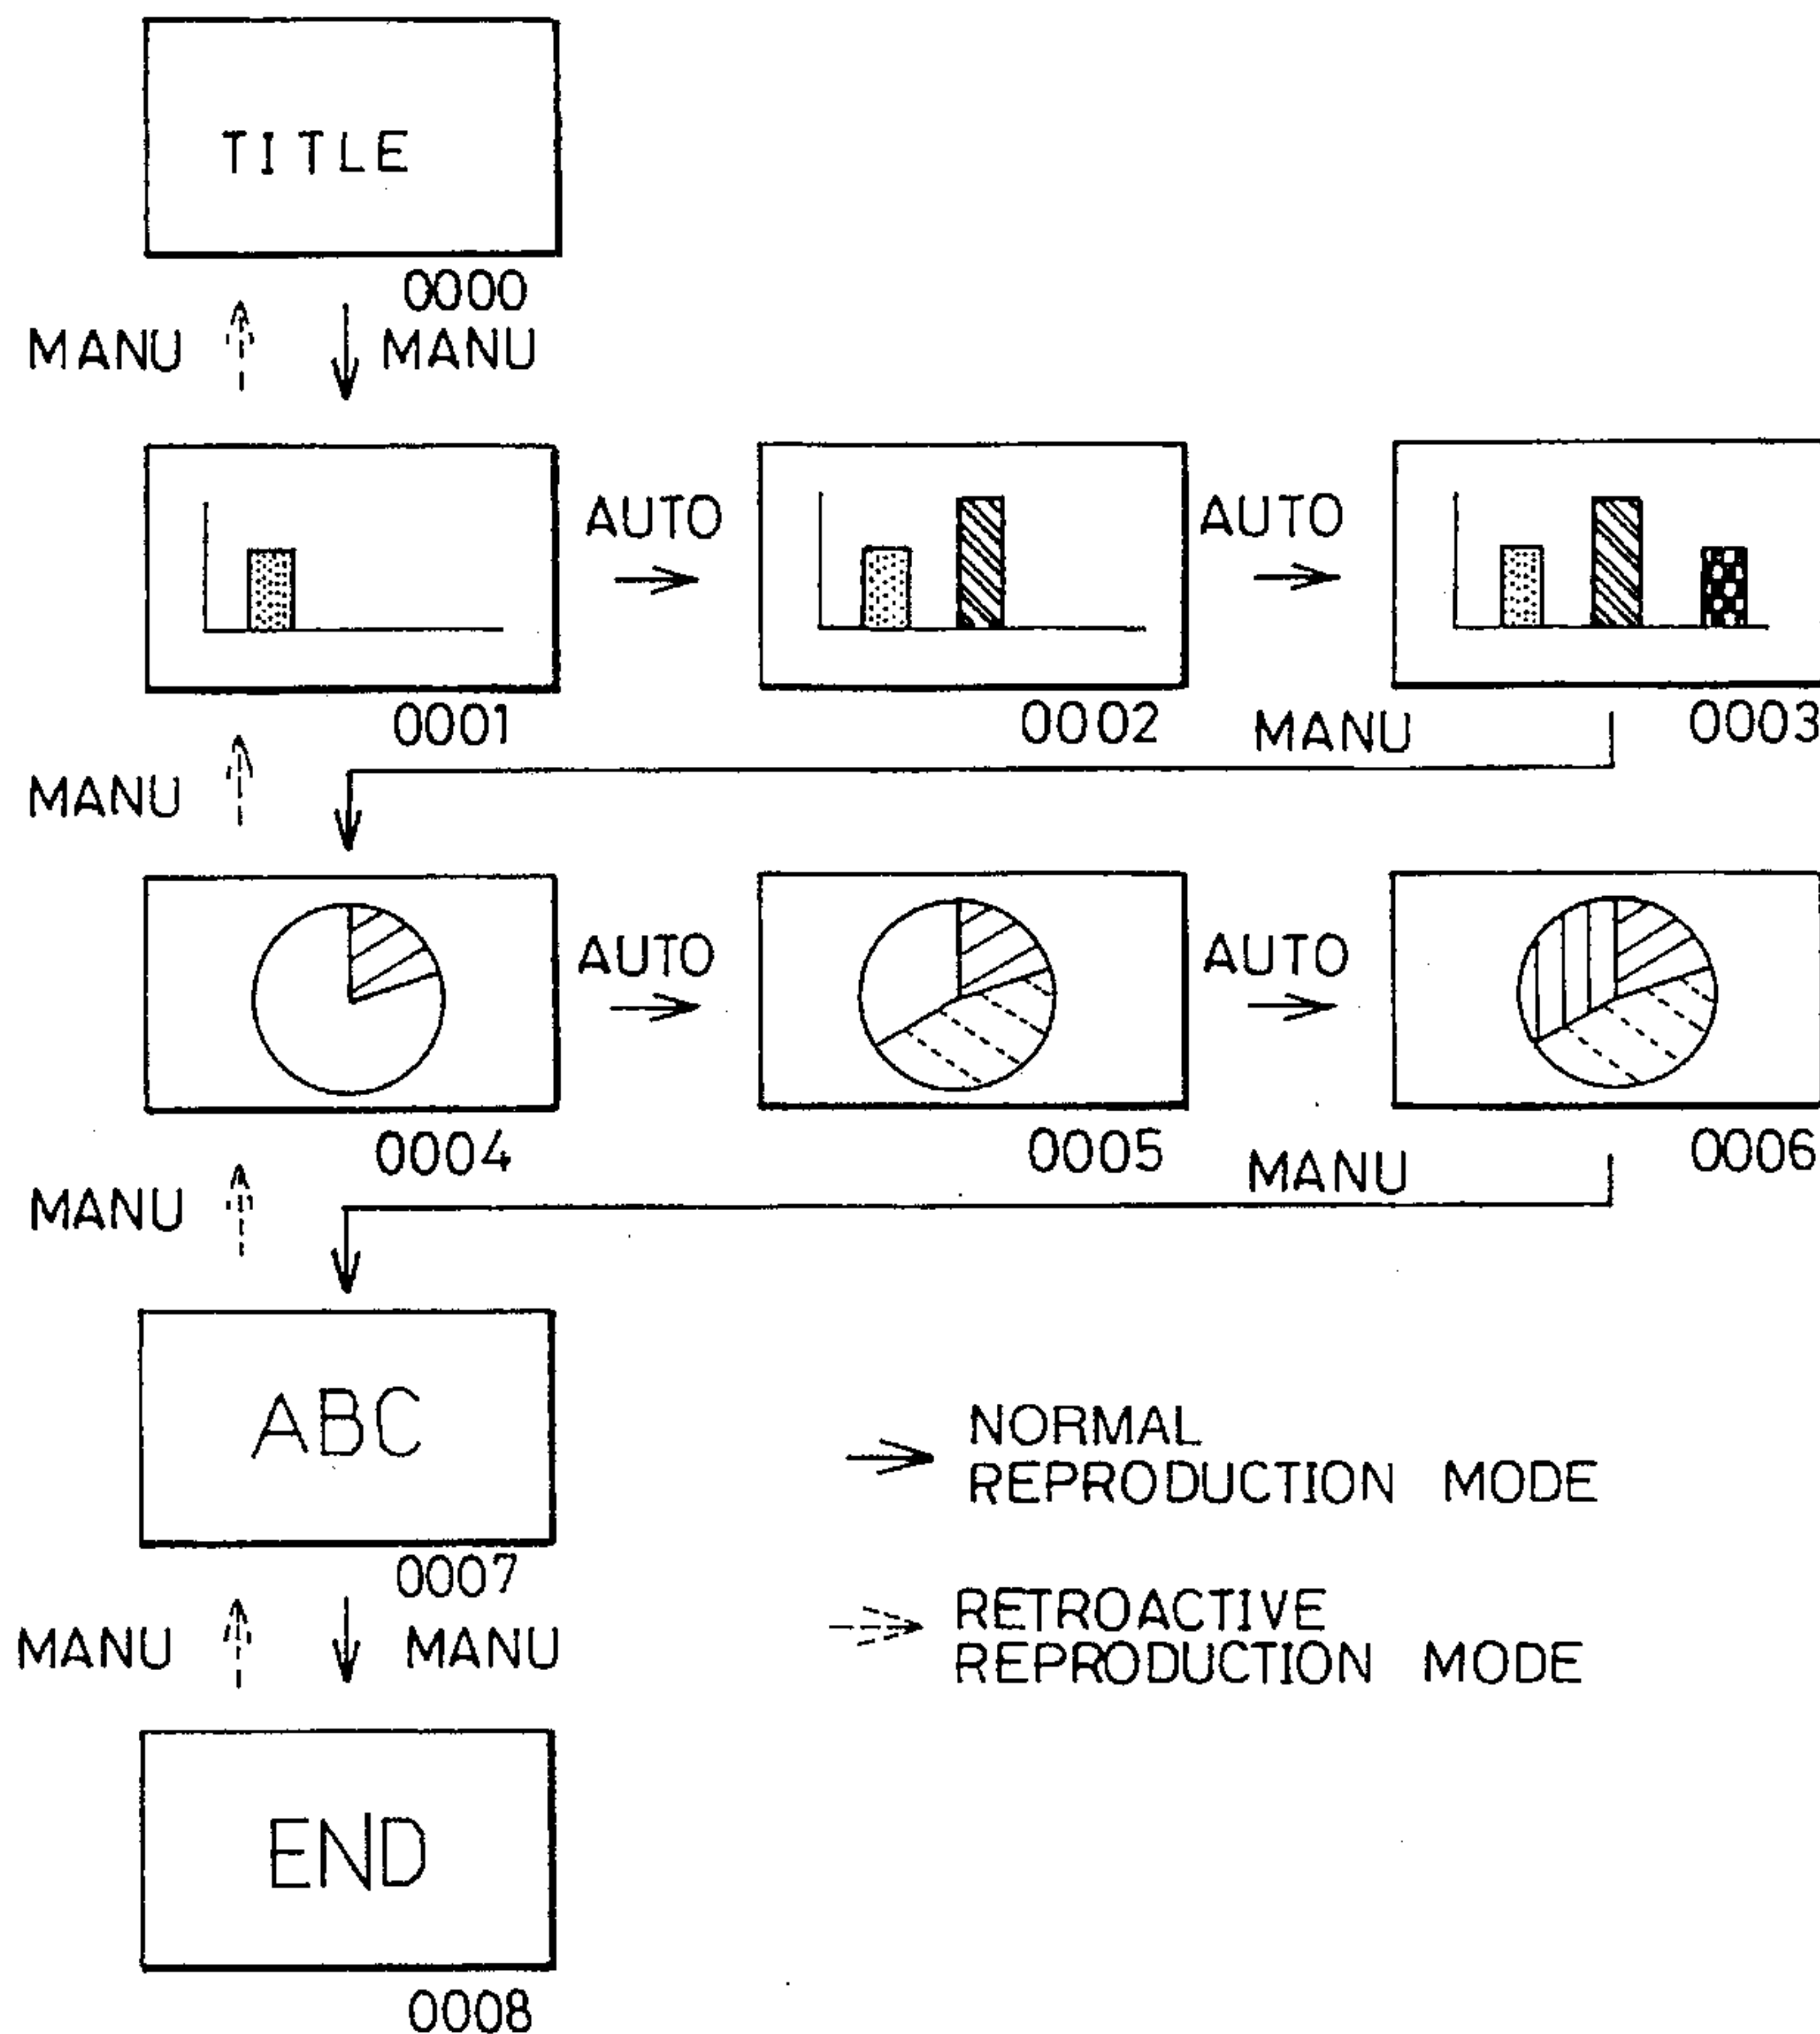 TITLE
0000
MANU
MANU
AUTO
AUTO
0001
0002
MANU
0003
MANU
AUTO
AUTO
0004
0005
MANU
0006
MANU
ABC
NORMAL
REPRODUCTION MODE
0007
MANU
MANU
RETROACTIVE
REPRODUCTION MODE
END
0008